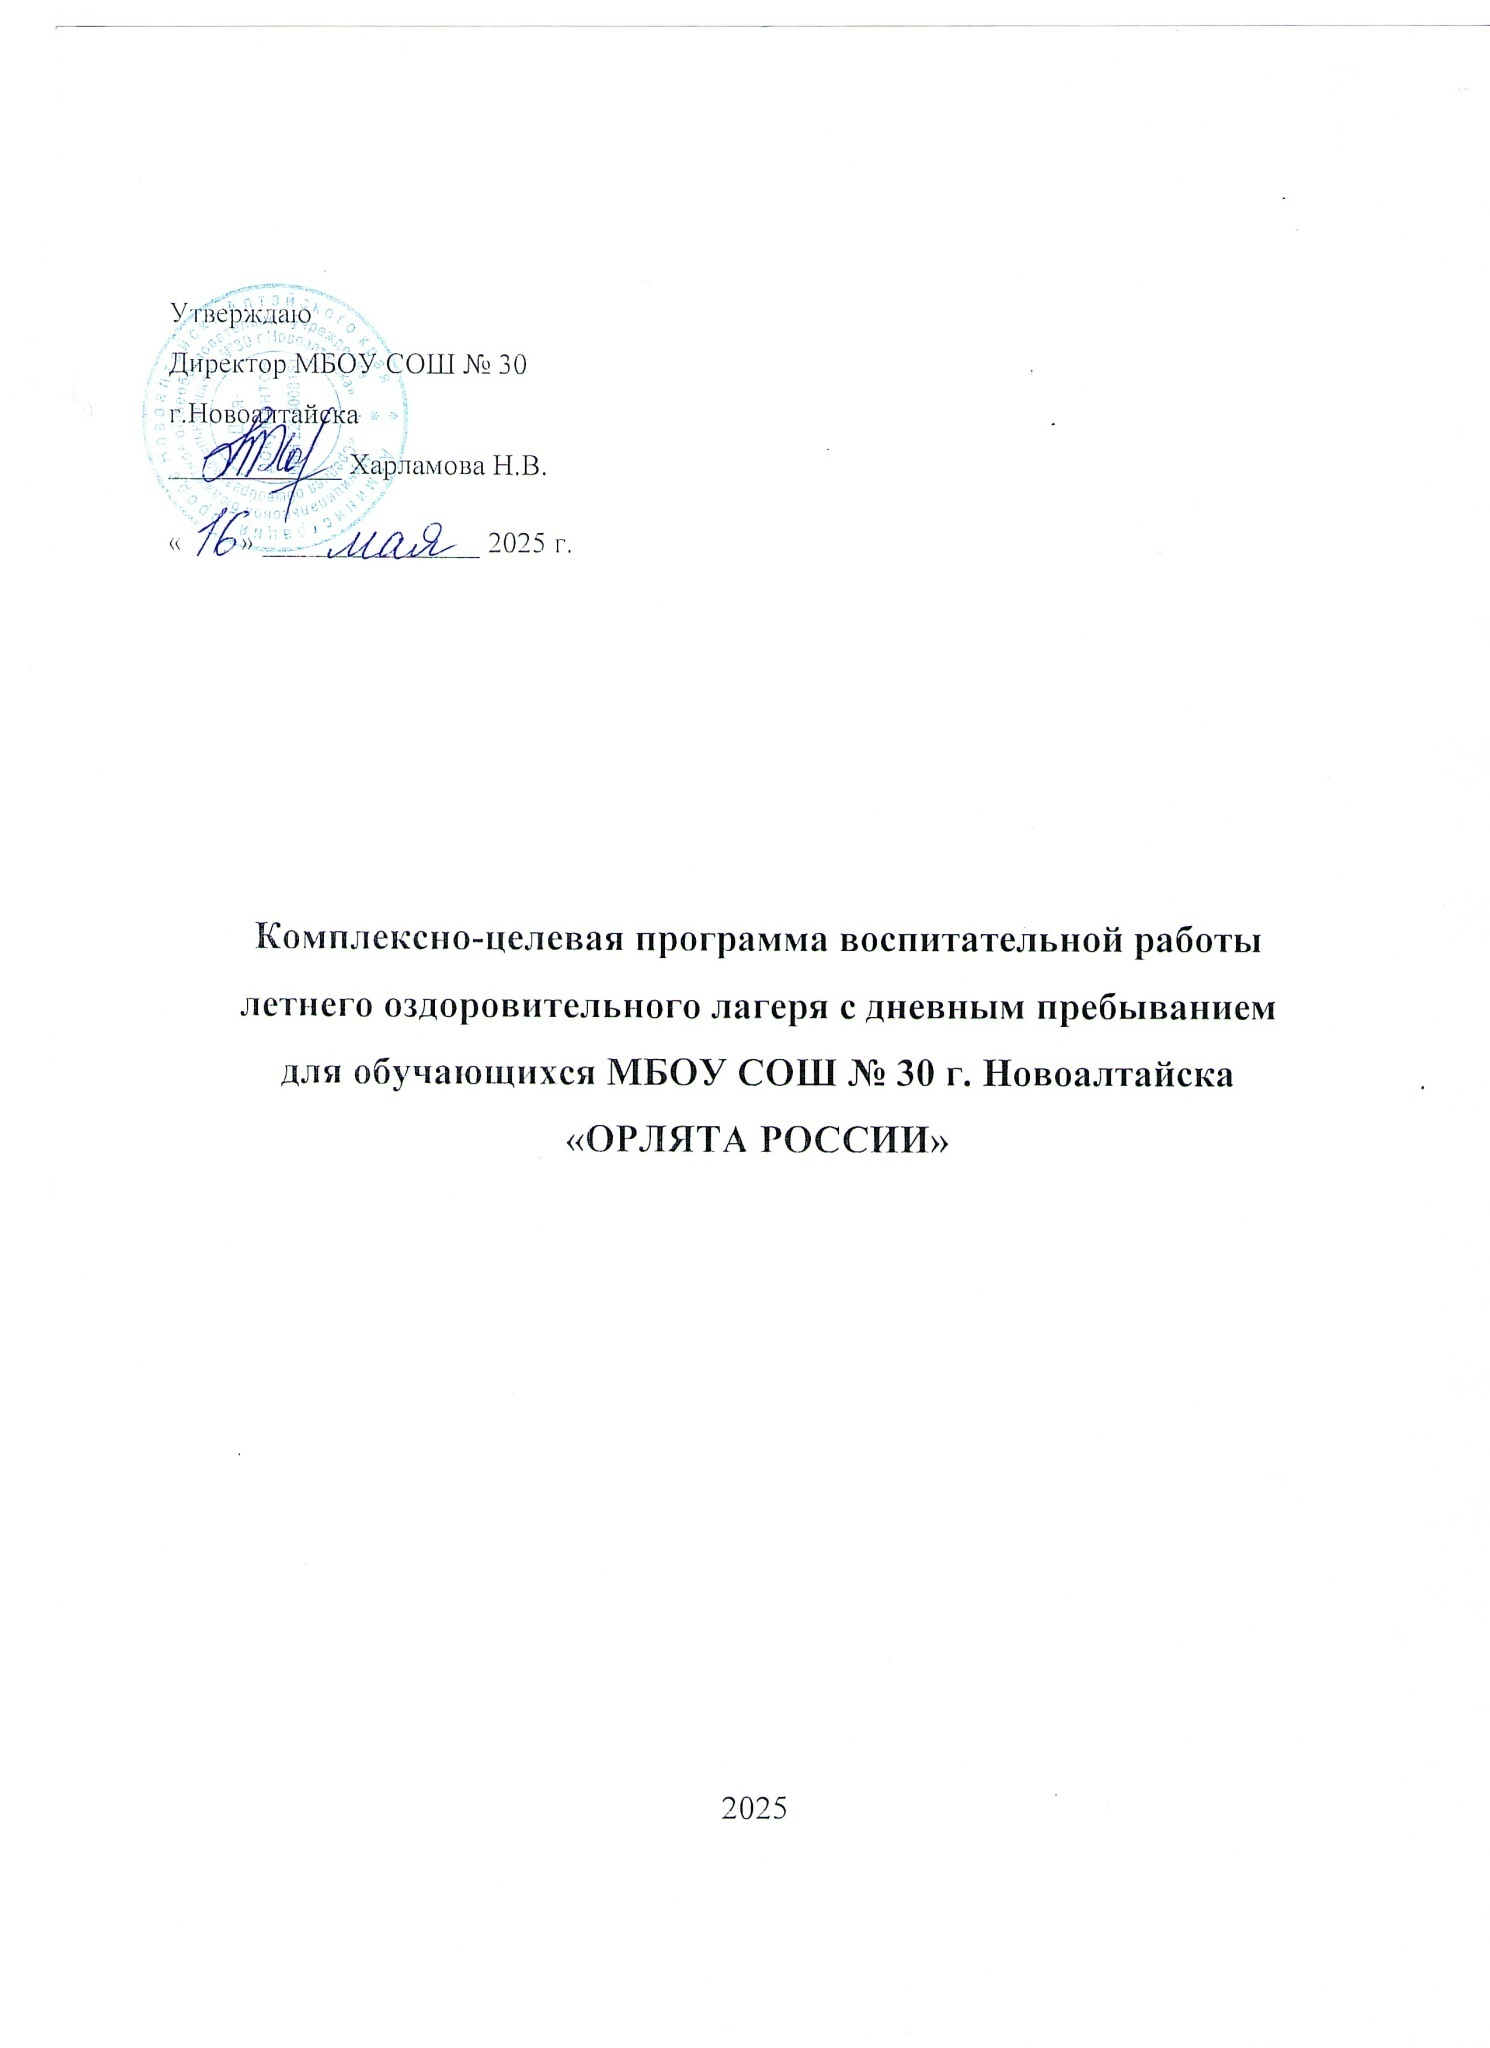 Утверждаю
Директор МБОУ СОШ № 30
г.Новоалтайска
____________ Харламова Н.В.
« 16 » мая 2025 г.
Комплексно-целевая программа воспитательной работы
летнего оздоровительного лагеря с дневным пребыванием
для обучающихся МБОУ СОШ № 30 г. Новоалтайска
«ОРЛЯТА РОССИИ»
2025